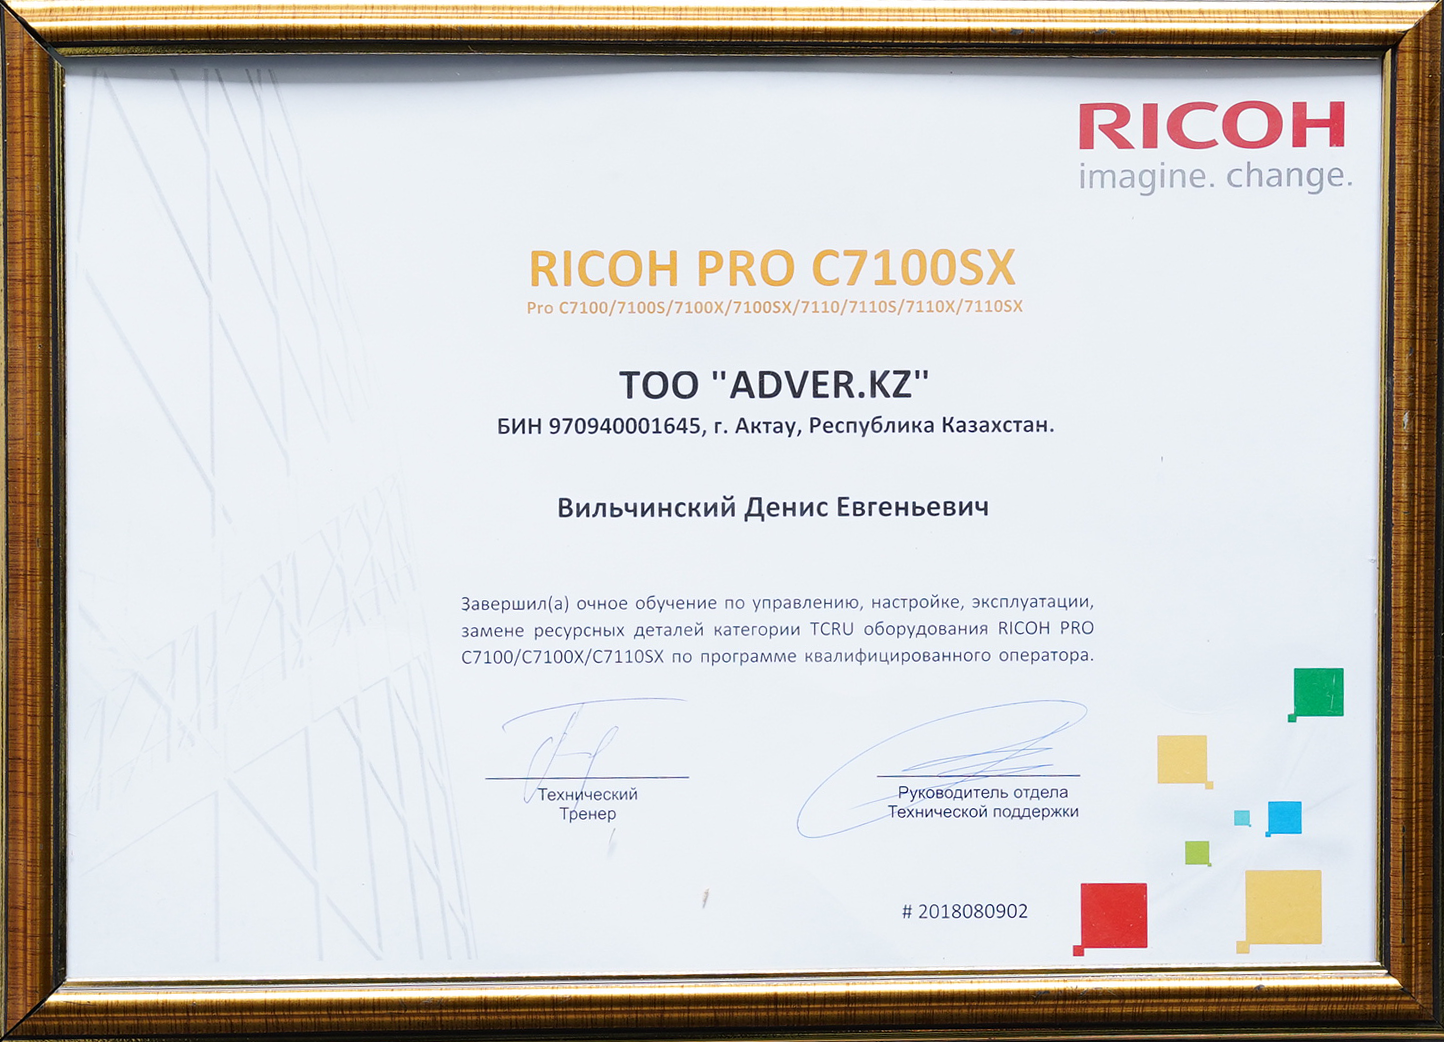 RICOH
imagine. change.
RICOH PRO C7100SX
Pro C7100/7100S/7100X/7100SX/7110/7110S/7110X/7110SX
ТОО "ADVER.KZ"
БИН 970940001645, г. Актау, Республика Казахстан.
Вильчинский Денис Евгеньевич
Завершил(а) очное обучение по управлению, настройке, эксплуатации,
замене ресурсных деталей категории TCRU оборудования RICOH PRO
C7100/C7100X/C7110SX по программе квалифицированного оператора.
Технический
Тренер
Руководитель отдела
Технической поддержки
# 2018080902